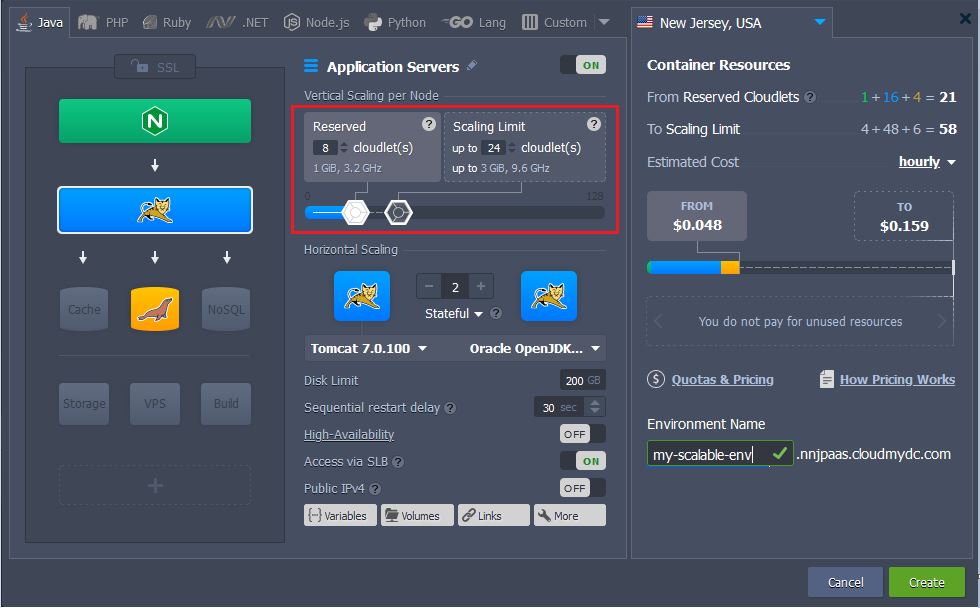 Java PHP Ruby .NET Node.js Python GO Lang Custom
New Jersey, USA
SSL
Application Servers
ON
Vertical Scaling per Node
Reserved ?
8 cloudlet(s)
1 GiB, 3.2 GHz
Scaling Limit ?
up to 24 cloudlet(s)
up to 3 GiB, 9.6 GHz
0 128
Horizontal Scaling
2
Stateful ?
Tomcat 7.0.100 Oracle OpenJDK...
Disk Limit 200 GB
Sequential restart delay ? 30 sec
High-Availability OFF
Access via SLB ? ON
Public IPv4 ? OFF
Variables Volumes Links More
N
Cache NoSQL
Storage VPS Build
+
Container Resources
From Reserved Cloudlets ? 1 + 16 + 4 = 21
To Scaling Limit 4 + 48 + 6 = 58
Estimated Cost hourly
FROM
$0.048
TO
$0.159
You do not pay for unused resources
$ Quotas & Pricing How Pricing Works
Environment Name
my-scalable-env .nnjpaas.cloudmydc.com
Cancel Create